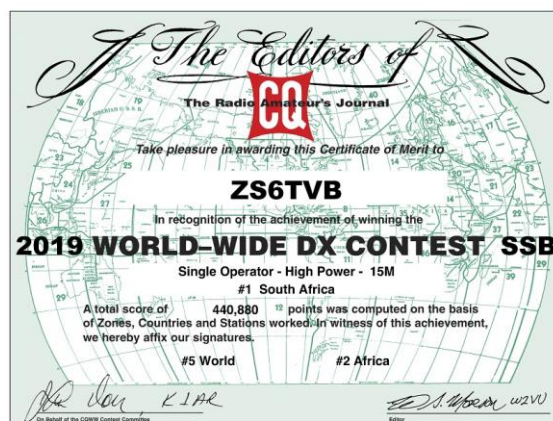 The Editors of
CQ
The Radio Amateur's Journal
Take pleasure in awarding this Certificate of Merit to
ZS6TVB
In recognition of the achievement of winning the
2019 WORLD–WIDE DX CONTEST SSB
Single Operator - High Power - 15M
#1 South Africa
A total score of 440,880 points was computed on the basis
of Zones, Countries and Stations worked. In witness of this achievement,
we hereby affix our signatures.
#5 World #2 Africa
K1AR W2VU
On Behalf of the CQWW Contest Committee Editor